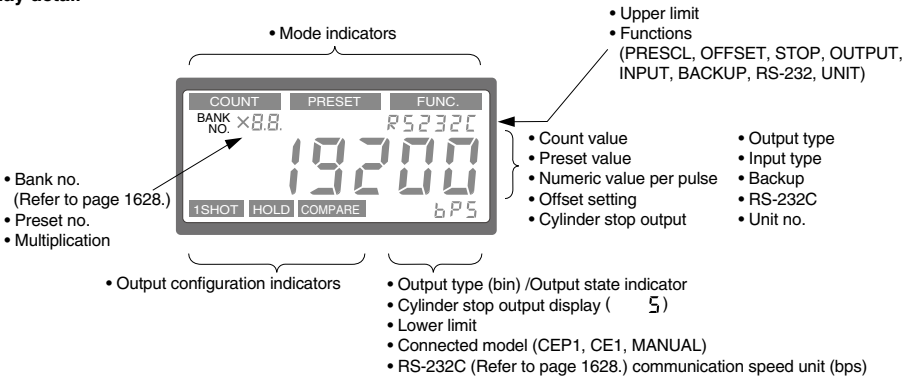 • Upper limit
• Functions
(PRESCL, OFFSET, STOP, OUTPUT,
INPUT, BACKUP, RS-232, UNIT)
• Mode indicators
COUNT PRESET FUNC.
BANK NO. ×8.8. RS232C
19200
1SHOT HOLD COMPARE bPS
• Count value
• Preset value
• Numeric value per pulse
• Offset setting
• Cylinder stop output
• Output type
• Input type
• Backup
• RS-232C
• Unit no.
• Bank no.
(Refer to page 1628.)
• Preset no.
• Multiplication
• Output configuration indicators
• Output type (bin) /Output state indicator
• Cylinder stop output display ( 5)
• Lower limit
• Connected model (CEP1, CE1, MANUAL)
• RS-232C (Refer to page 1628.) communication speed unit (bps)